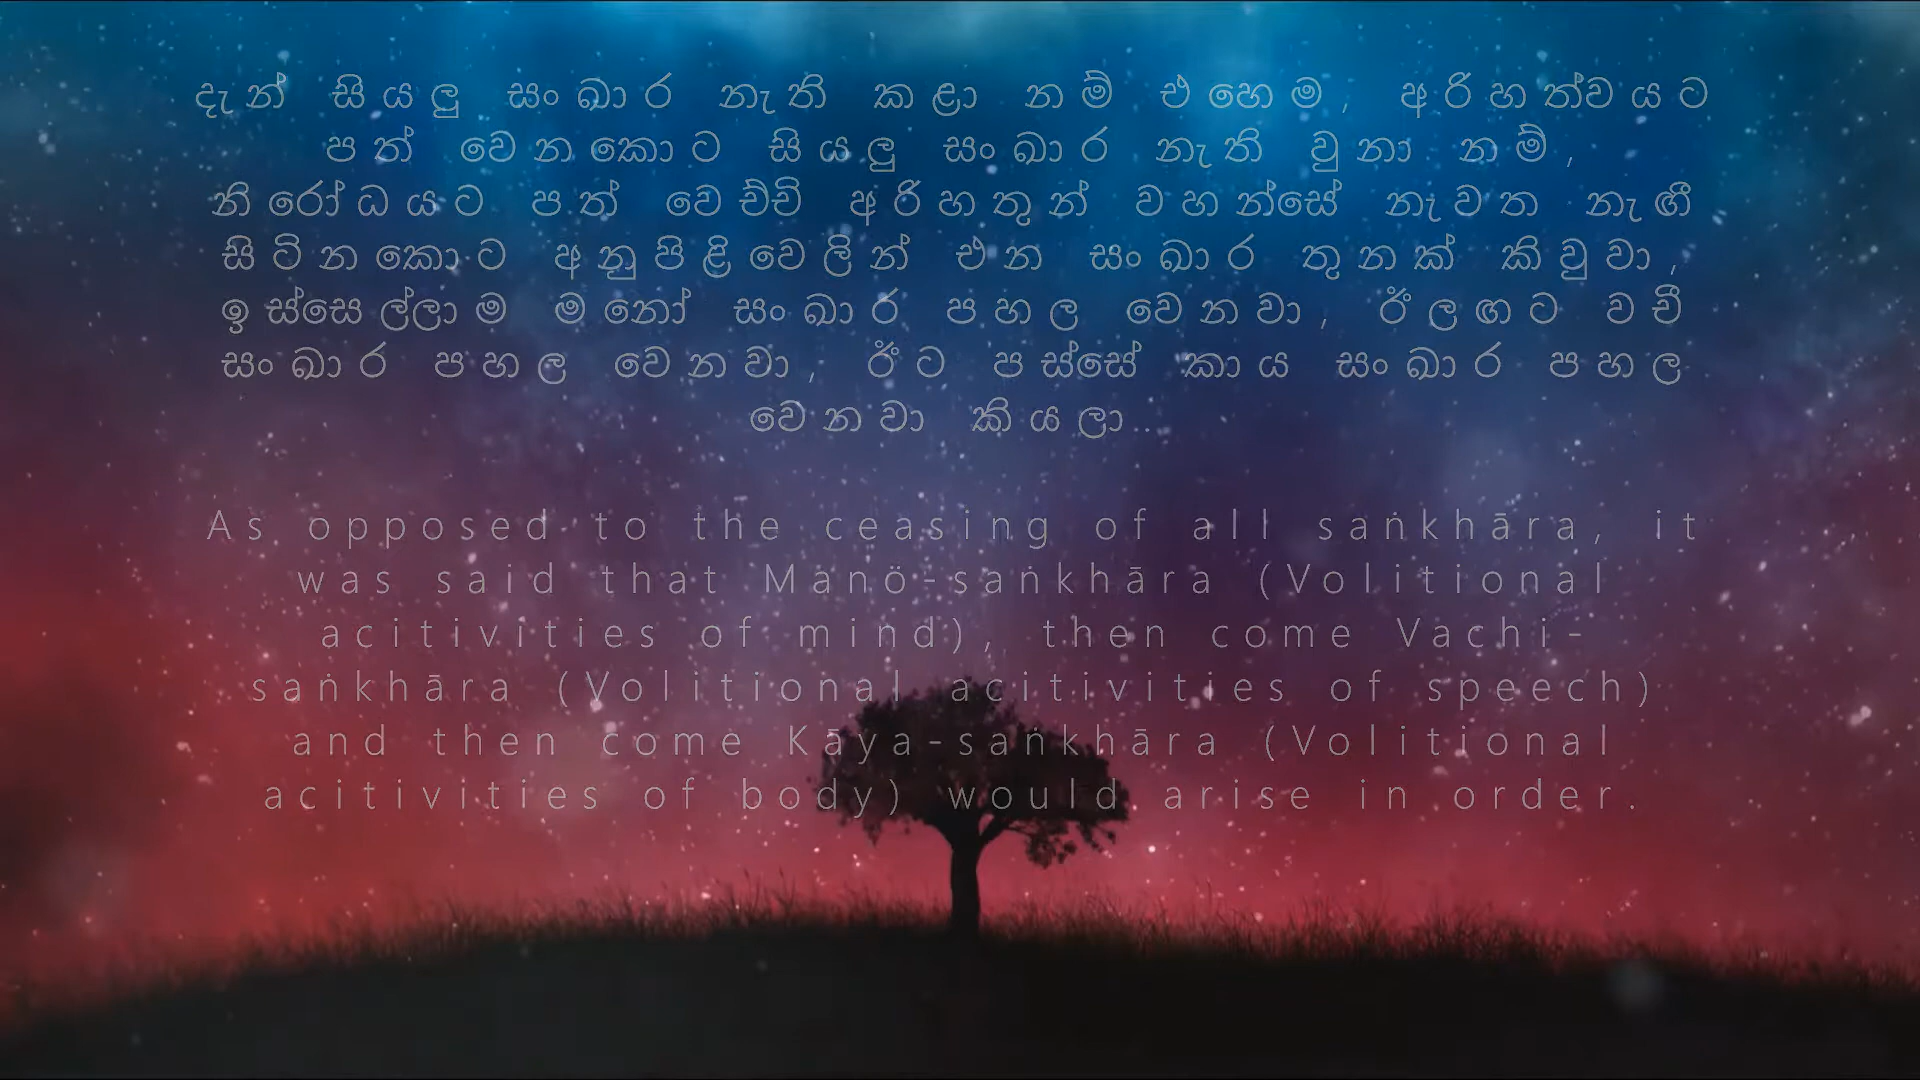 දැන් සියලු සංඛාර නැති කළා නම් එහෙම, අරිහත්වයට
පත් වෙනකොට සියලු සංඛාර නැති වුනා නම්,
නිරෝධයට පත් වෙච්චි අරිහතුන් වහන්සේ නෑවත නැඟී
සිටිනකොට අනුපිළිවෙලින් එන සංඛාර තුනක් කිවුවා,
ඉස්සෙල්ලාම මනෝ සංඛාර පහල වෙනවා, ඊලඟට වචී
සංඛාර පහල වෙනවා, ඊට පස්සේ කාය සංඛාර පහල
වෙනවා කියලා..
As opposed to the ceasing of all saṅkhāra, it
was said that Manö-saṅkhāra (Volitional
acitivities of mind), then come Vachi-
saṅkhāra (Volitional acitivities of speech)
and then come Kāya-saṅkhāra (Volitional
acitivities of body) would arise in order.